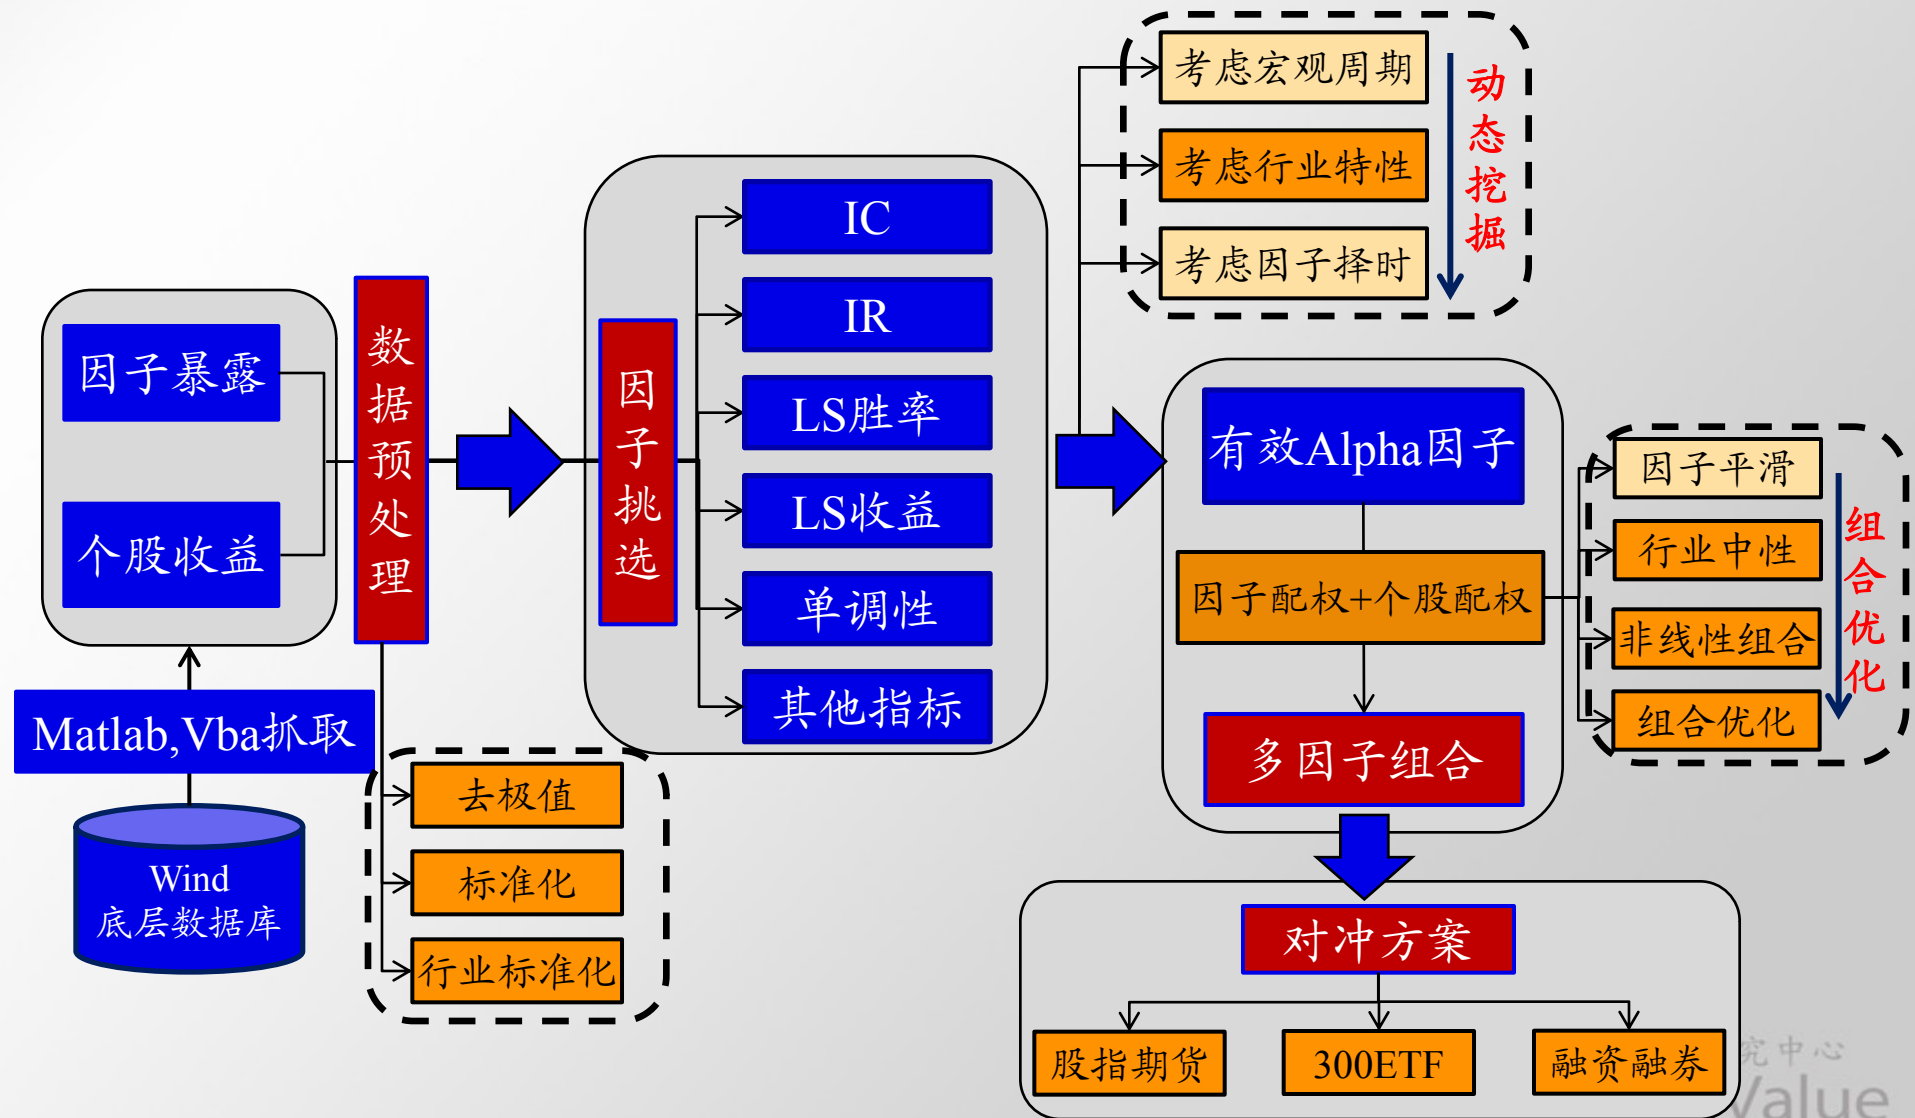 因子暴露
个股收益
Matlab,Vba抓取
Wind
底层数据库
数据预处理
去极值
标准化
行业标准化
因子挑选
IC
IR
LS胜率
LS收益
单调性
其他指标
考虑宏观周期
考虑行业特性
考虑因子择时
动态挖掘
有效Alpha因子
因子配权+个股配权
多因子组合
因子平滑
行业中性
非线性组合
组合优化
组合优化
对冲方案
股指期货
300ETF
融资融券
究中心
Value